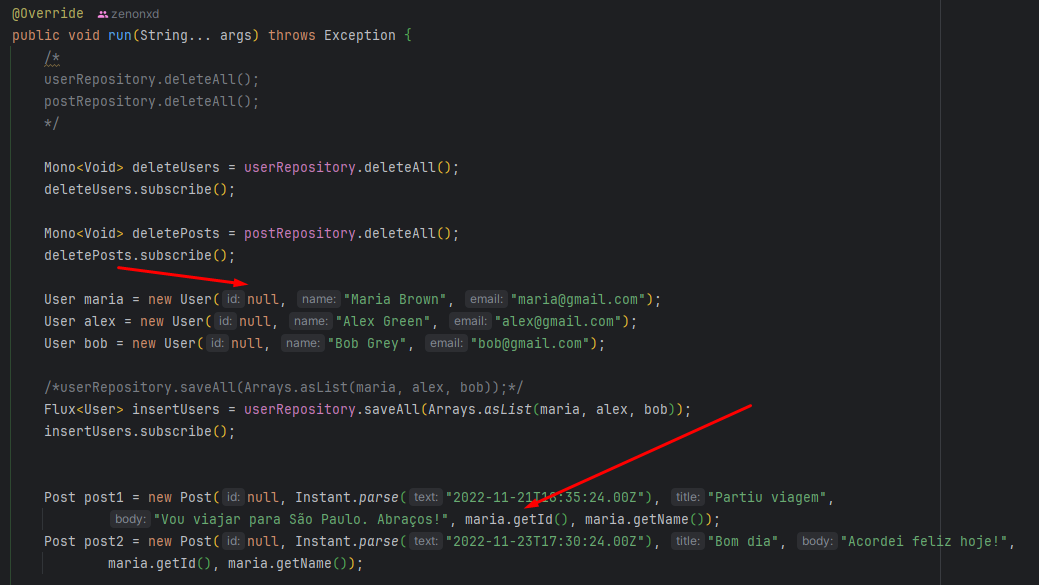 @Override zenonxd
public void run(String... args) throws Exception {
/*
userRepository.deleteAll();
postRepository.deleteAll();
*/
Mono<Void> deleteUsers = userRepository.deleteAll();
deleteUsers.subscribe();
Mono<Void> deletePosts = postRepository.deleteAll();
deletePosts.subscribe();
User maria = new User( id: null, name: "Maria Brown", email: "maria@gmail.com");
User alex = new User( id: null, name: "Alex Green", email: "alex@gmail.com");
User bob = new User( id: null, name: "Bob Grey", email: "bob@gmail.com");
/*userRepository.saveAll(Arrays.asList(maria, alex, bob));*/
Flux<User> insertUsers = userRepository.saveAll(Arrays.asList(maria, alex, bob));
insertUsers.subscribe();
Post post1 = new Post( id: null, Instant.parse( text: "2022-11-21T18:35:24.00Z"), title: "Partiu viagem",
body: "Vou viajar para São Paulo. Abraços!", maria.getId(), maria.getName());
Post post2 = new Post( id: null, Instant.parse( text: "2022-11-23T17:30:24.00Z"), title: "Bom dia", body: "Acordei feliz hoje!",
maria.getId(), maria.getName());